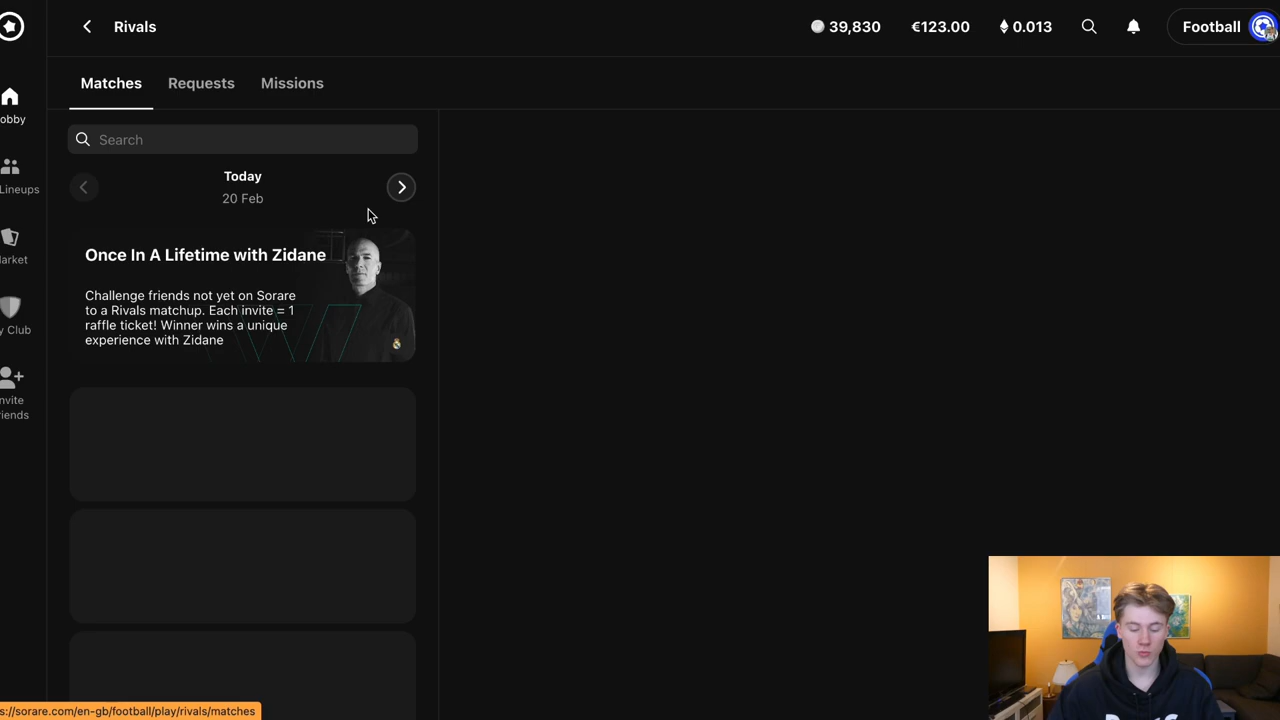 Rivals
39,830
€123.00
0.013
Football
Matches
Requests
Missions
Search
Today
20 Feb
Once In A Lifetime with Zidane
Challenge friends not yet on Sorare
to a Rivals matchup. Each invite = 1
raffle ticket! Winner wins a unique
experience with Zidane
obby
Lineups
arket
y Club
nvite
riends
s://sorare.com/en-gb/football/play/rivals/matches